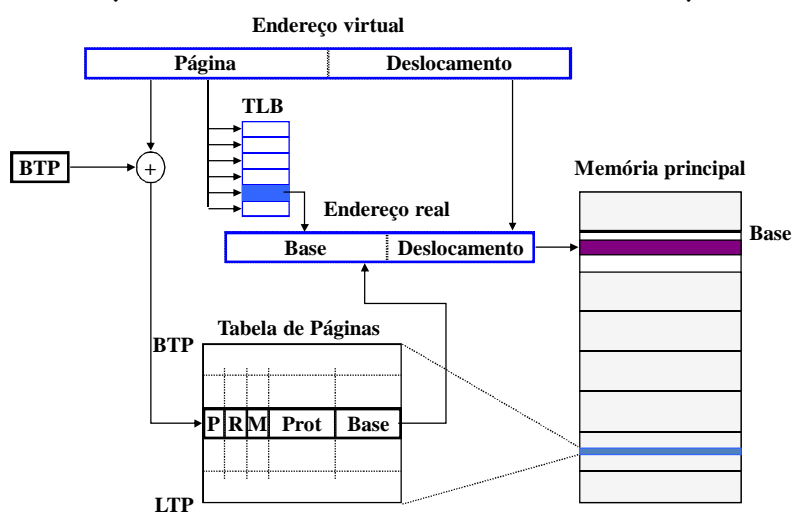 Endereço virtual
Página
Deslocamento
TLB
BTP
+
Memória principal
Endereço real
Base
Deslocamento
Base
Tabela de Páginas
BTP
P R M Prot Base
LTP